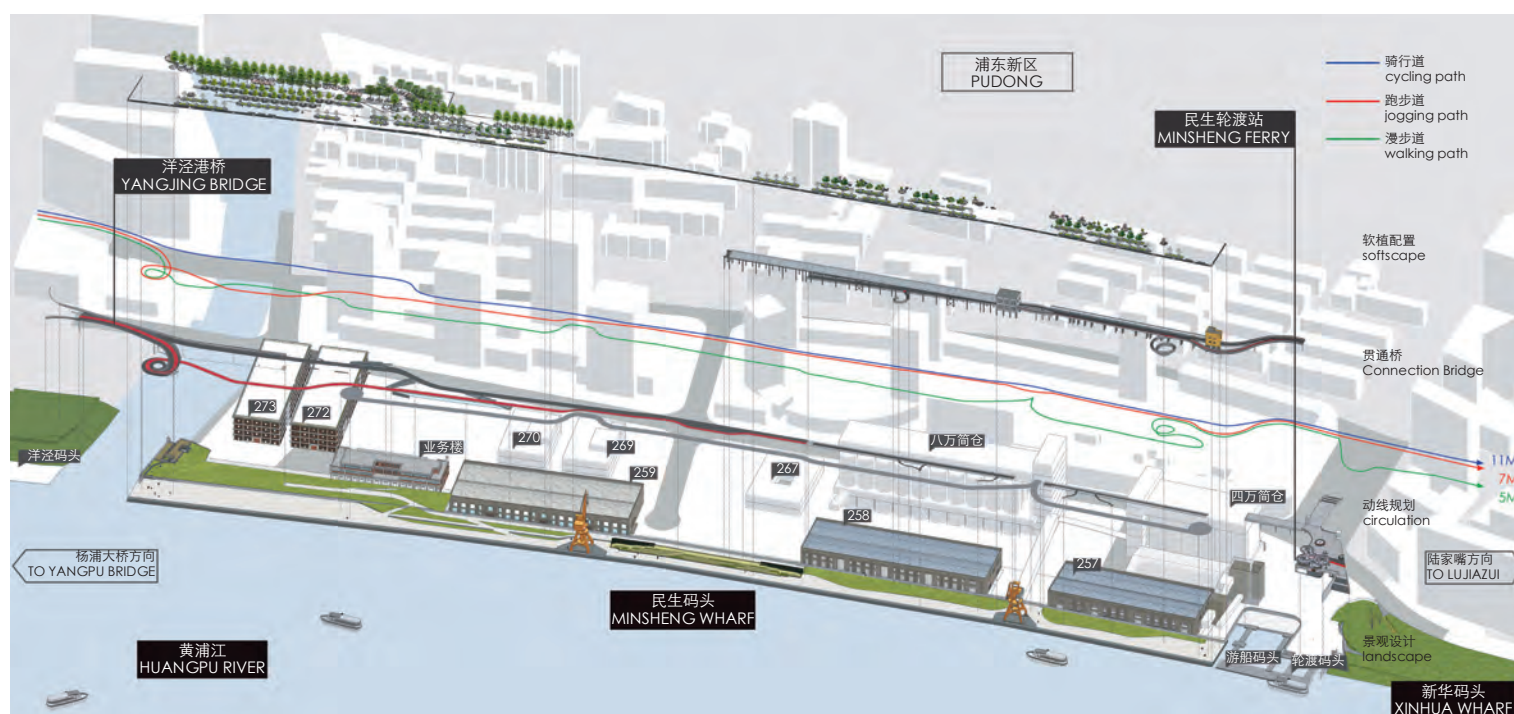 浦东新区
PUDONG
骑行道
cycling path
跑步道
jogging path
漫步道
walking path
民生轮渡站
MINSHENG FERRY
洋泾港桥
YANGJING BRIDGE
软植配置
softscape
贯通桥
Connection Bridge
273
272
业务楼
270
269
259
267
八万筒仓
258
257
四万筒仓
洋泾码头
11M
7M
5M
动线规划
circulation
杨浦大桥方向
TO YANGPU BRIDGE
陆家嘴方向
TO LUJIAZUI
民生码头
MINSHENG WHARF
黄浦江
HUANGPU RIVER
游船码头
轮渡码头
景观设计
landscape
新华码头
XINHUA WHARF